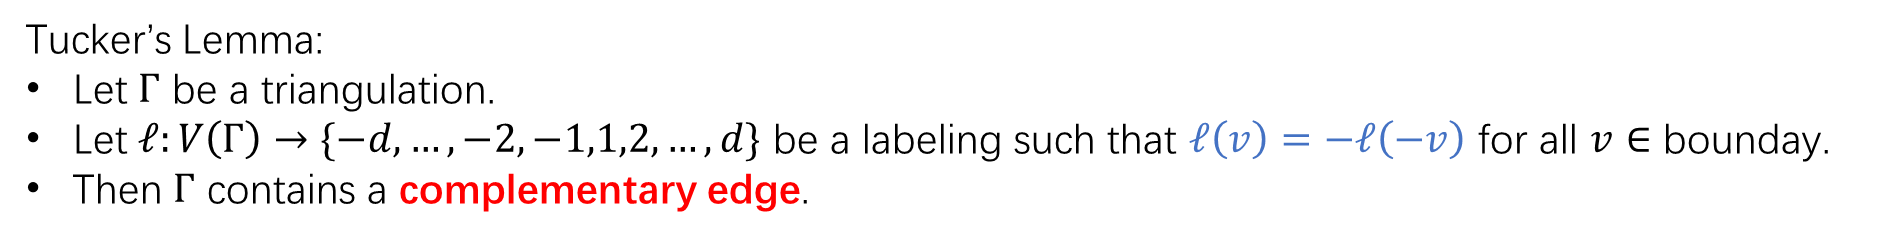 Tucker's Lemma:
• Let Γ be a triangulation.
• Let ℓ: V(Γ) → {−d, … , −2, −1,1,2, … , d} be a labeling such that ℓ(v) = −ℓ(−v) for all v ∈ bounday.
• Then Γ contains a complementary edge.